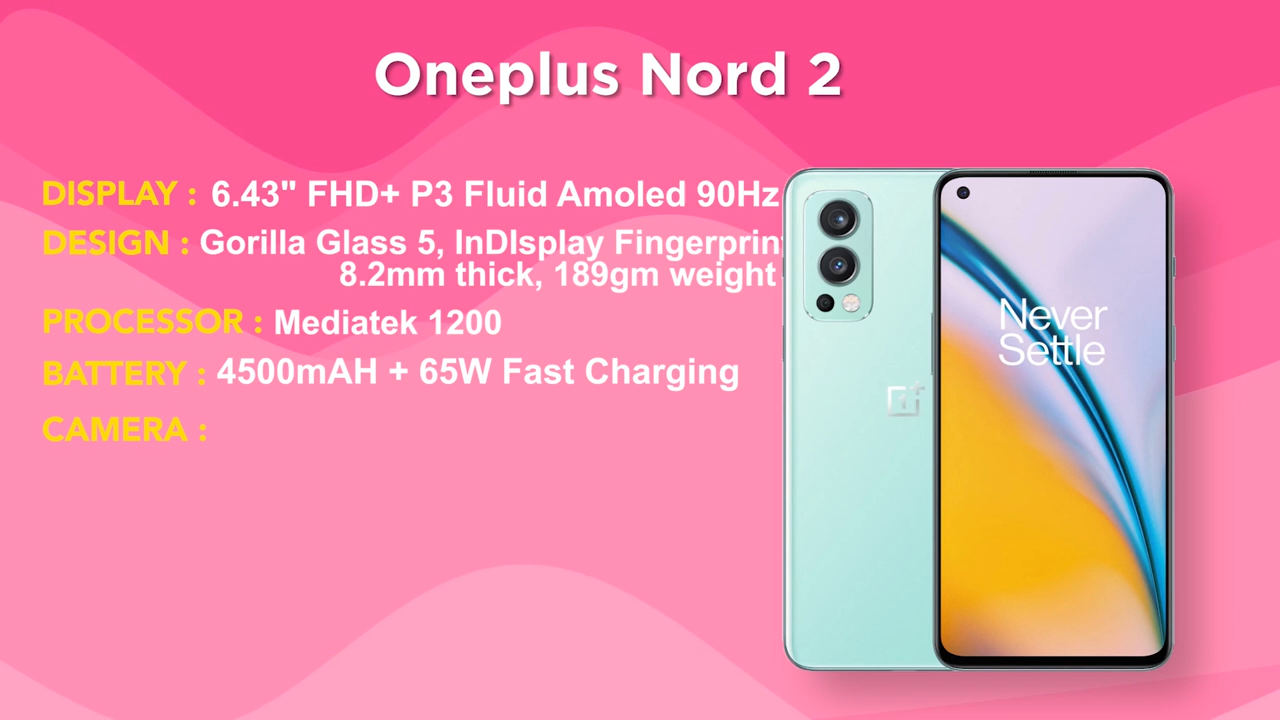 Oneplus Nord 2
DISPLAY : 6.43" FHD+ P3 Fluid Amoled 90Hz
DESIGN : Gorilla Glass 5, InDIsplay Fingerprin
8.2mm thick, 189gm weight
PROCESSOR : Mediatek 1200
BATTERY : 4500mAH + 65W Fast Charging
CAMERA :
Never
Settle